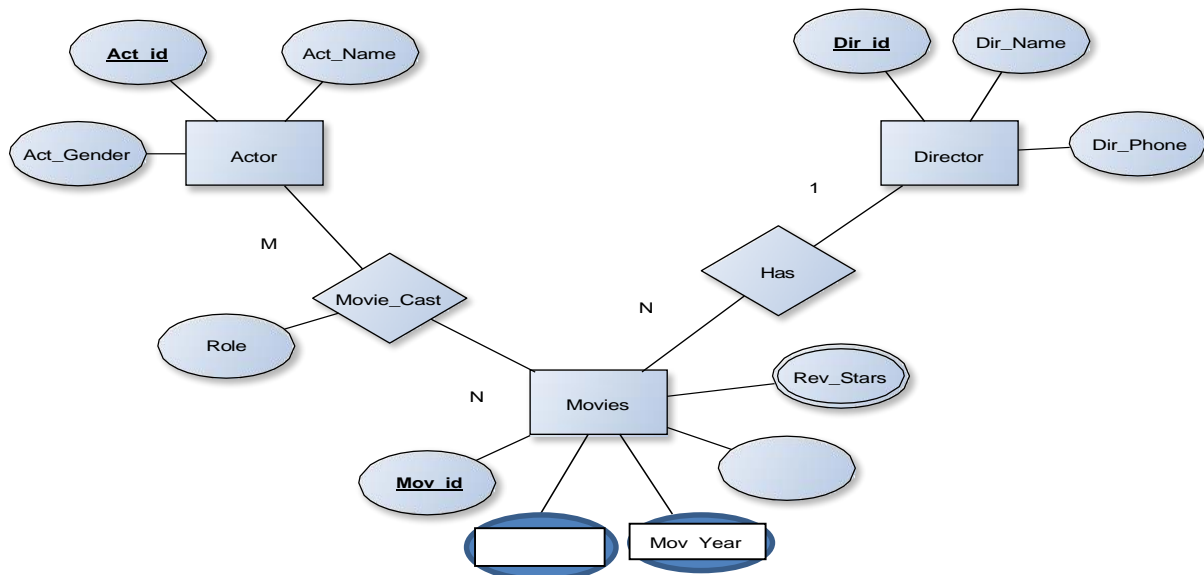 Act_id
Act_Name
Dir_id
Dir_Name
Act_Gender
Actor
Director
Dir_Phone
1
M
Has
Movie_Cast
N
Role
Rev_Stars
N
Movies
Mov_id
Mov_Year